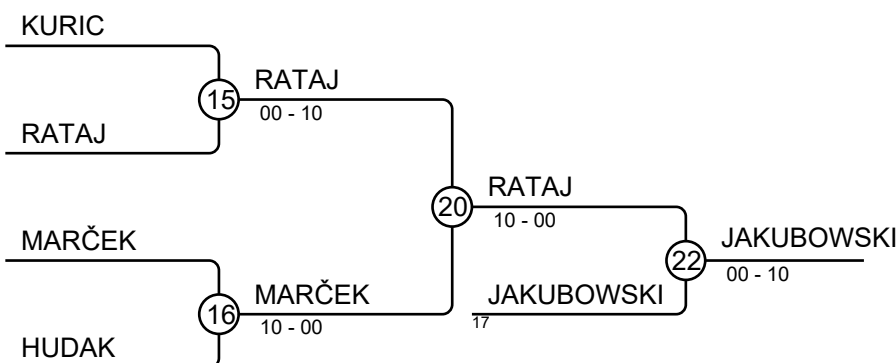 KURIC
15
RATAJ
00 - 10
RATAJ
20
RATAJ
10 - 00
MARČEK
22
JAKUBOWSKI
00 - 10
16
MARČEK
10 - 00
JAKUBOWSKI
17
HUDAK